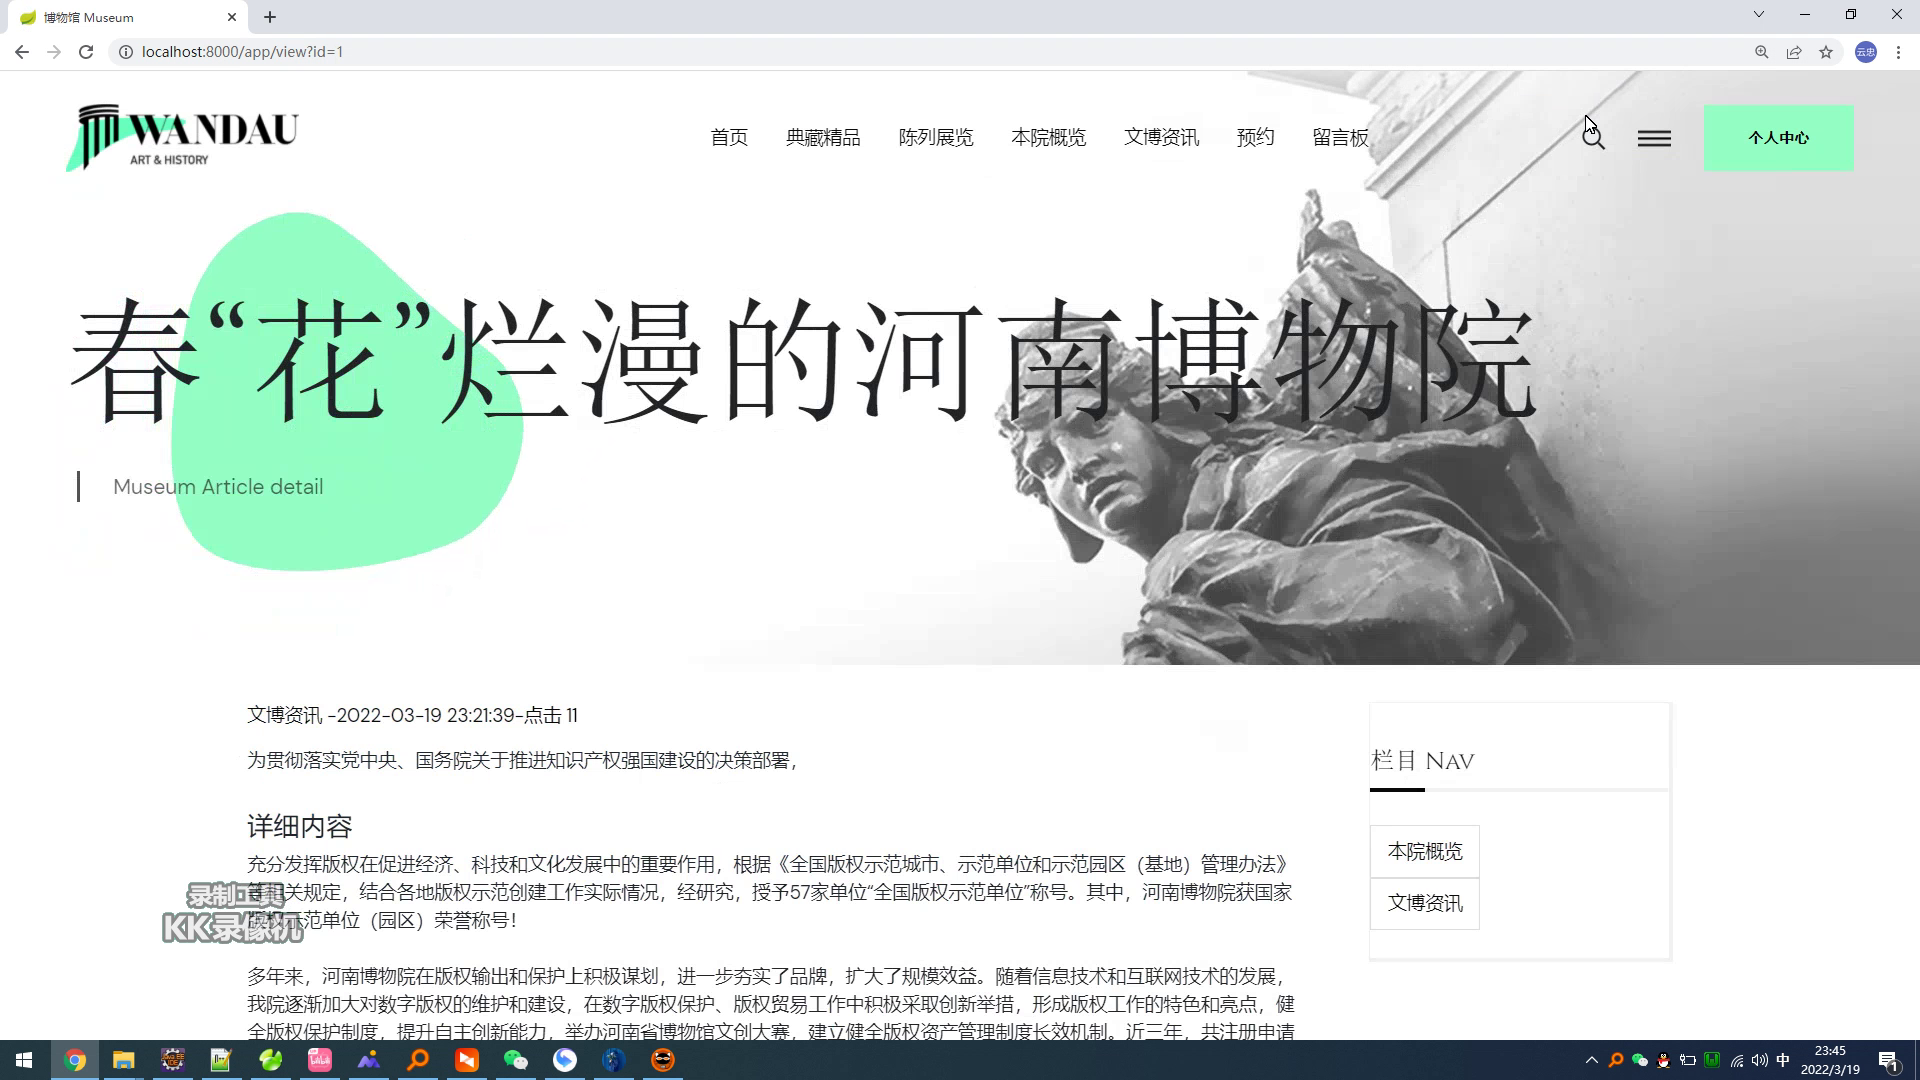 博物馆 Museum
localhost:8000/app/view?id=1
云忠
WANDAU
ART & HISTORY
首页
典藏精品
陈列展览
本院概览
文博资讯
预约
留言板
个人中心
春“花”烂漫的河南博物院
Museum Article detail
文博资讯 -2022-03-19 23:21:39-点击 11
为贯彻落实党中央、国务院关于推进知识产权强国建设的决策部署，
详细内容
充分发挥版权在促进经济、科技和文化发展中的重要作用，根据《全国版权示范城市、示范单位和示范园区（基地）管理办法》
等相关规定，结合各地版权示范创建工作实际情况，经研究，授予57家单位“全国版权示范单位”称号。其中，河南博物院获国家
版权示范单位（园区）荣誉称号！
多年来，河南博物院在版权输出和保护上积极谋划，进一步夯实了品牌，扩大了规模效益。随着信息技术和互联网技术的发展，
我院逐渐加大对数字版权的维护和建设，在数字版权保护、版权贸易工作中积极采取创新举措，形成版权工作的特色和亮点，健
全版权保护制度，提升自主创新能力，举办河南省博物馆文创大赛，建立健全版权资产管理制度长效机制。近三年，共注册申请
栏目 Nav
本院概览
文博资讯
录制工具
KK录像机
中
23:45
2022/3/19
1